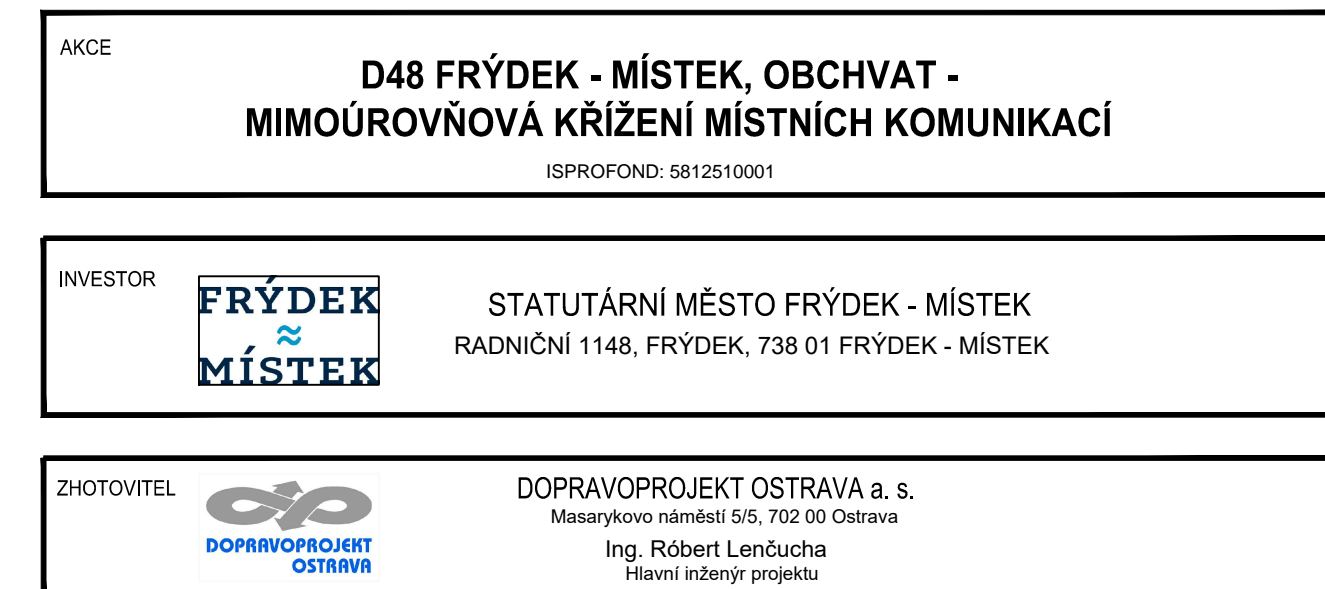 AKCE
D48 FRÝDEK - MÍSTEK, OBCHVAT -
MIMOÚROVŇOVÁ KŘÍŽENÍ MÍSTNÍCH KOMUNIKACÍ
ISPROFOND: 5812510001
INVESTOR
FRÝDEK
MÍSTEK
STATUTÁRNÍ MĚSTO FRÝDEK - MÍSTEK
RADNIČNÍ 1148, FRÝDEK, 738 01 FRÝDEK - MÍSTEK
ZHOTOVITEL
DOPRAVOPROJEKT
OSTRAVA
DOPRAVOPROJEKT OSTRAVA a. s.
Masarykovo náměstí 5/5, 702 00 Ostrava
Ing. Róbert Lenčucha
Hlavní inženýr projektu